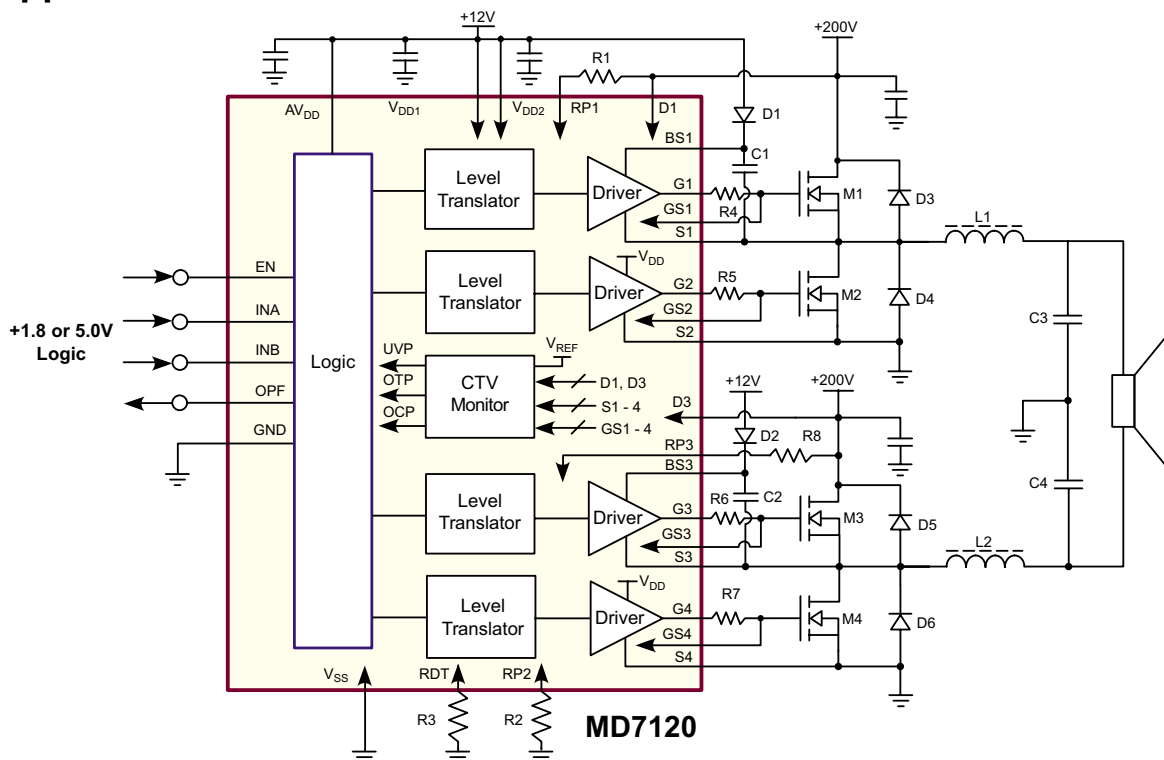 +12V
+200V
R1
AVDD
VDD1
VDD2
RP1
D1
D1
BS1
C1
Level
Translator
Driver
G1
R4
GS1
S1
M1
D3
L1
EN
INA
INB
OPF
GND
+1.8 or 5.0V
Logic
Logic
Level
Translator
Driver
VDD
G2
R5
GS2
S2
M2
D4
C3
UVP
OTP
OCP
CTV
Monitor
VREF
D1, D3
S1 - 4
GS1 - 4
D3
+12V
+200V
D2
R8
RP3
BS3
C2
C4
Level
Translator
Driver
G3
R6
GS3
S3
M3
D5
L2
Level
Translator
Driver
VDD
G4
R7
GS4
S4
M4
D6
VSS
RDT
RP2
R3
R2
MD7120